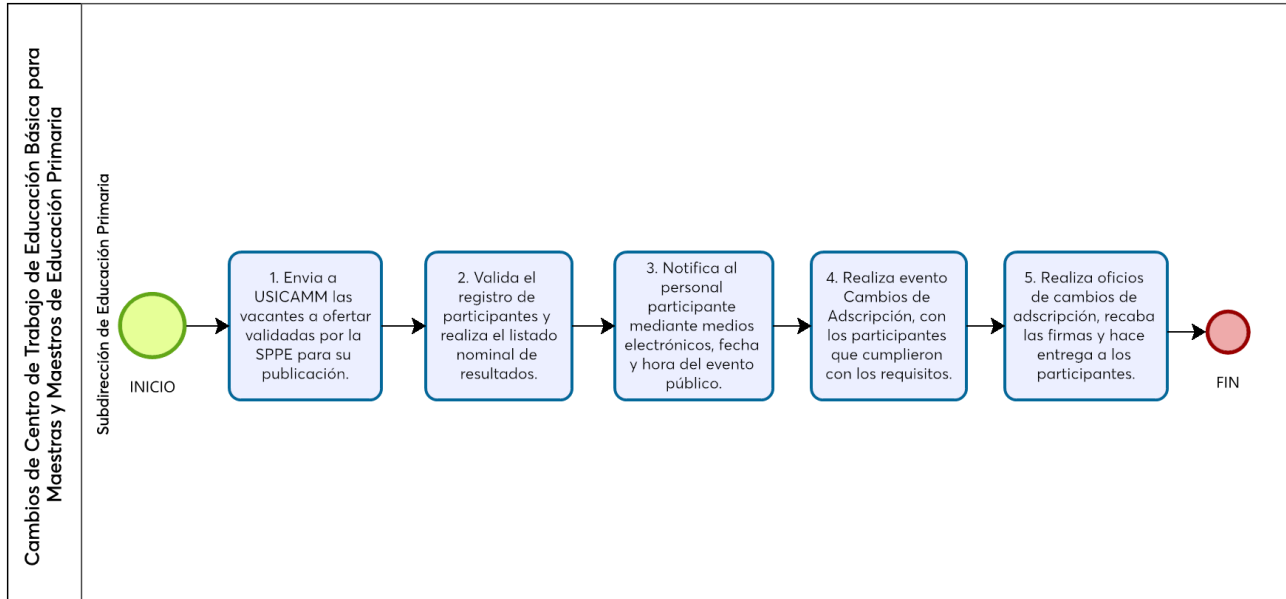 Cambios de Centro de Trabajo de Educación Básica para
Maestras y Maestros de Educación Primaria
Subdirección de Educación Primaria
INICIO
1. Envia a
USICAMM las
vacantes a ofertar
validadas por la
SPPE para su
publicación.
2. Valida el
registro de
participantes y
realiza el listado
nominal de
resultados.
3. Notifica al
personal
participante
mediante medios
electrónicos, fecha
y hora del evento
público.
4. Realiza evento
Cambios de
Adscripción, con
los participantes
que cumplieron
con los requisitos.
5. Realiza oficios
de cambios de
adscripción, recaba
las firmas y hace
entrega a los
participantes.
FIN